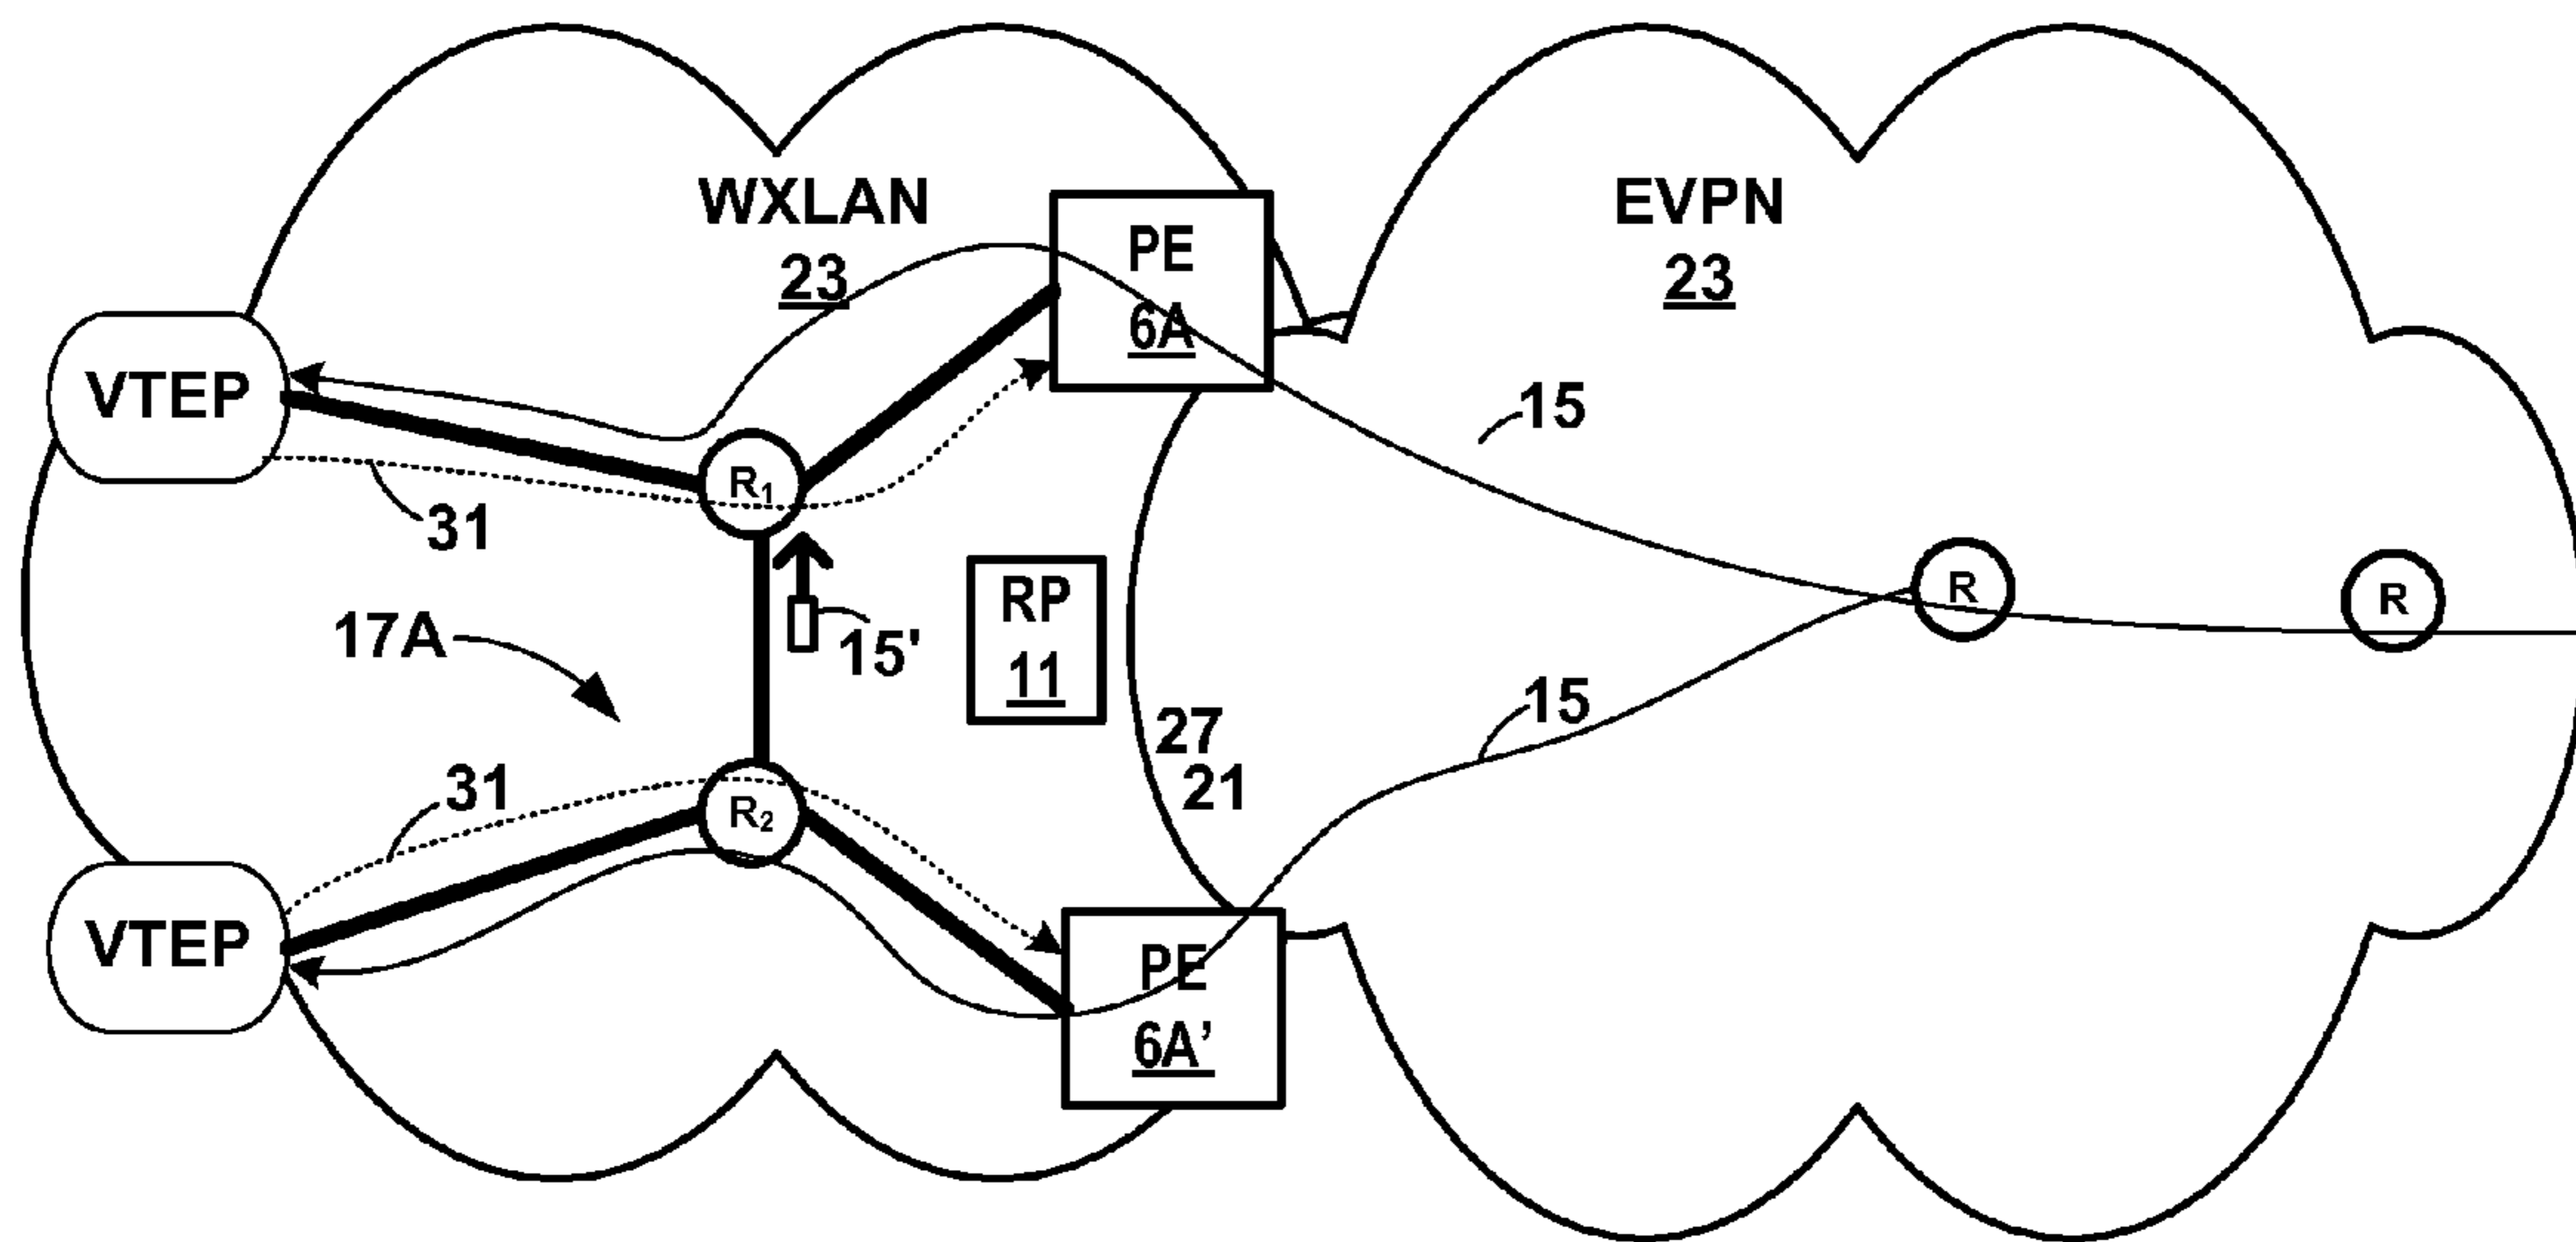 WXLAN
23
EVPN
23
PE
6A
VTEP
15
R1
31
R
R
RP
11
15'
17A
15
27
21
31
R2
VTEP
PE
6A’